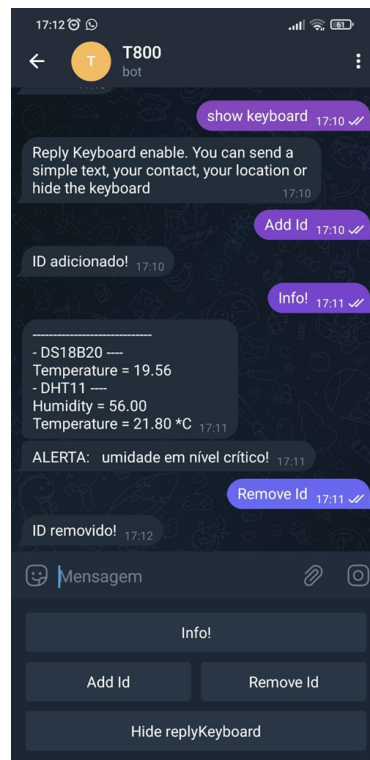 17:12
61
T800
T
bot
show keyboard 17:10
Reply Keyboard enable. You can send a
simple text, your contact, your location or
hide the keyboard
17:10
Add Id 17:10
ID adicionado! 17:10
Info! 17:11
------------------------------
- DS18B20 ----
Temperature = 19.56
- DHT11 ----
Humidity = 56.00
Temperature = 21.80 *C 17:11
ALERTA: umidade em nível crítico! 17:11
Remove Id 17:11
ID removido! 17:12
Mensagem
Info!
Add Id
Remove Id
Hide replyKeyboard